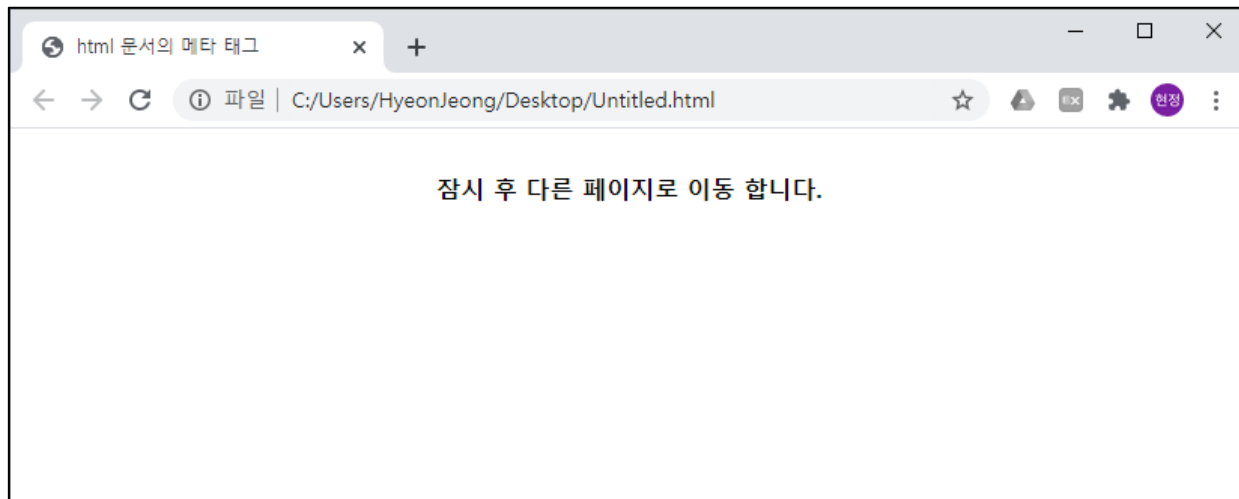 html 문서의 메타 태그
파일 | C:/Users/HyeonJeong/Desktop/Untitled.html
EX
현정
잠시 후 다른 페이지로 이동 합니다.